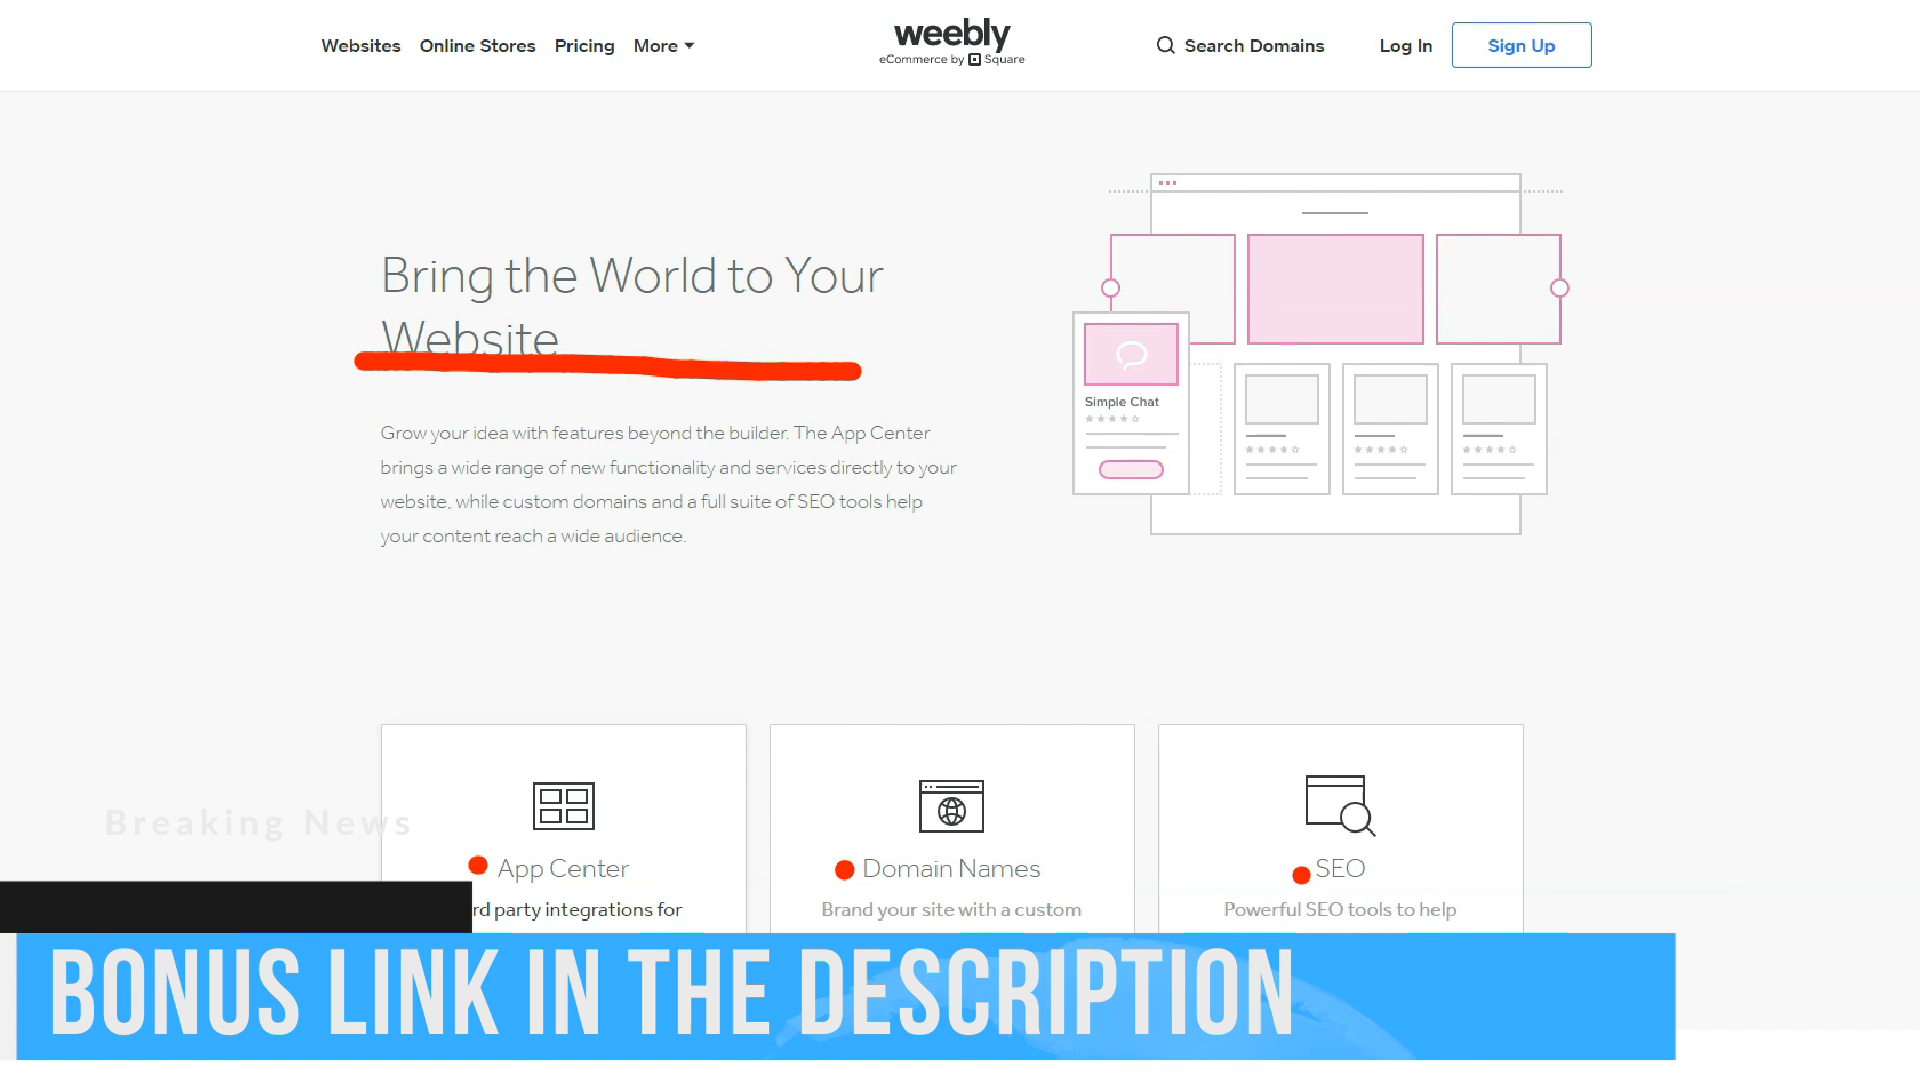 Websites Online Stores Pricing More
weebly
eCommerce by Square
Search Domains
Log In
Sign Up
Bring the World to Your
Website
Grow your idea with features beyond the builder. The App Center
brings a wide range of new functionality and services directly to your
website, while custom domains and a full suite of SEO tools help
your content reach a wide audience.
Simple Chat
App Center
party integrations for
Domain Names
Brand your site with a custom
SEO
Powerful SEO tools to help
Breaking News
BONUS LINK IN THE DESCRIPTION